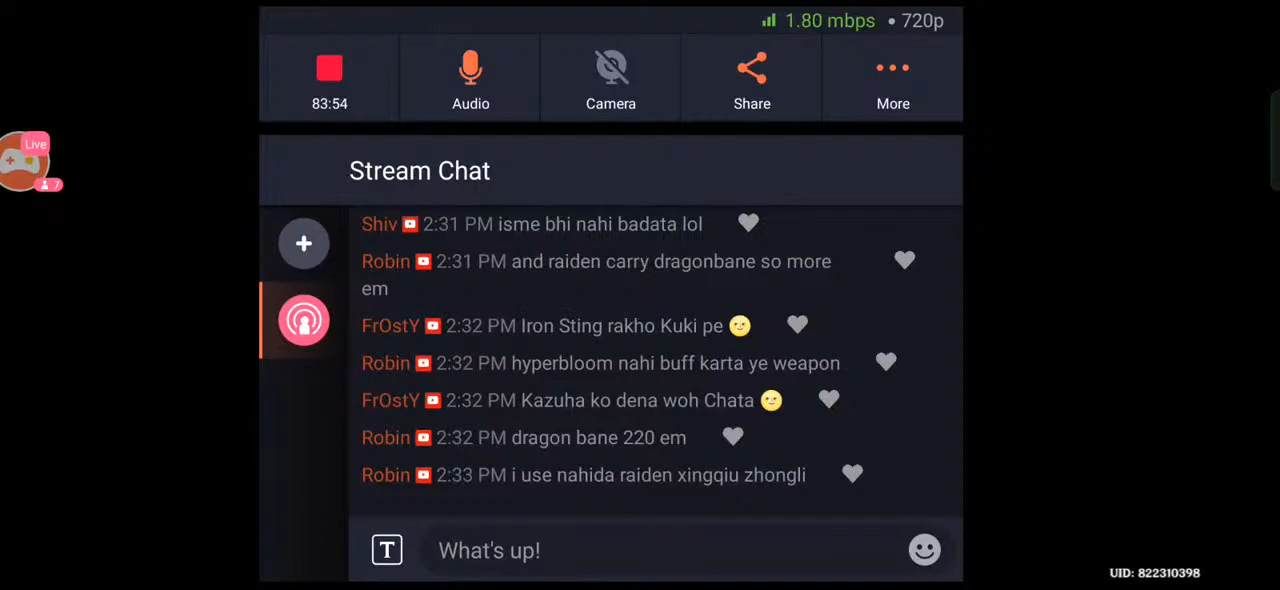 1.80 mbps • 720p
83:54
Audio
Camera
Share
More
Live
7
Stream Chat
Shiv 2:31 PM isme bhi nahi badata lol
Robin 2:31 PM and raiden carry dragonbane so more
em
FrOstY 2:32 PM Iron Sting rakho Kuki pe 🌝
Robin 2:32 PM hyperbloom nahi buff karta ye weapon
FrOstY 2:32 PM Kazuha ko dena woh Chata 🌝
Robin 2:32 PM dragon bane 220 em
Robin 2:33 PM i use nahida raiden xingqiu zhongli
T What's up!
UID: 822310398